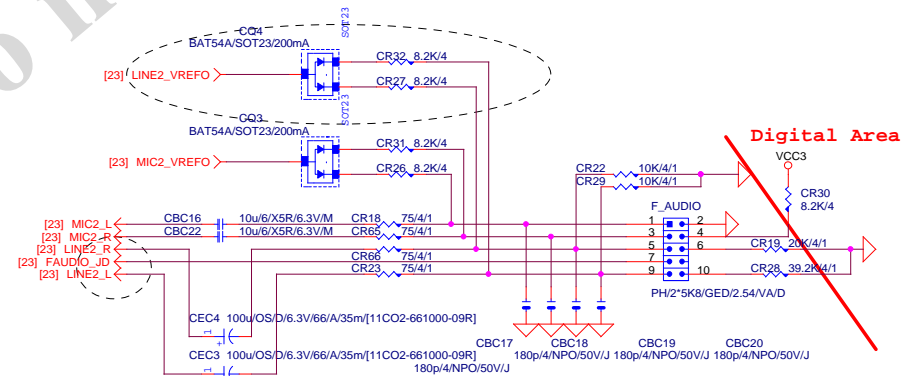 CQ4
BAT54A/SOT23/200mA
SOT23
[23] LINE2_VREFO
CR32 8.2K/4
CR27 8.2K/4
CQ3
BAT54A/SOT23/200mA
SOT23
[23] MIC2_VREFO
CR31 8.2K/4
CR26 8.2K/4
Digital Area
VCC3
CR22 10K/4/1
CR29 10K/4/1
CR30
8.2K/4
F_AUDIO
[23] MIC2_L CBC16 10u/6/X5R/6.3V/M CR18 75/4/1 1 2
[23] MIC2_R CBC22 10u/6/X5R/6.3V/M CR65 75/4/1 3 4
[23] LINE2_R 5 6 CR19 20K/4/1
[23] FAUDIO_JD CR66 75/4/1 7
[23] LINE2_L CR23 75/4/1 9 10 CR28 39.2K/4/1
PH/2*5K8/GED/2.54/VA/D
CEC4 100u/OS/D/6.3V/66/A/35m/[11CO2-661000-09R]
1 +
CEC3 100u/OS/D/6.3V/66/A/35m/[11CO2-661000-09R]
1 +
CBC17 CBC18 CBC19 CBC20
180p/4/NPO/50V/J 180p/4/NPO/50V/J 180p/4/NPO/50V/J
180p/4/NPO/50V/J